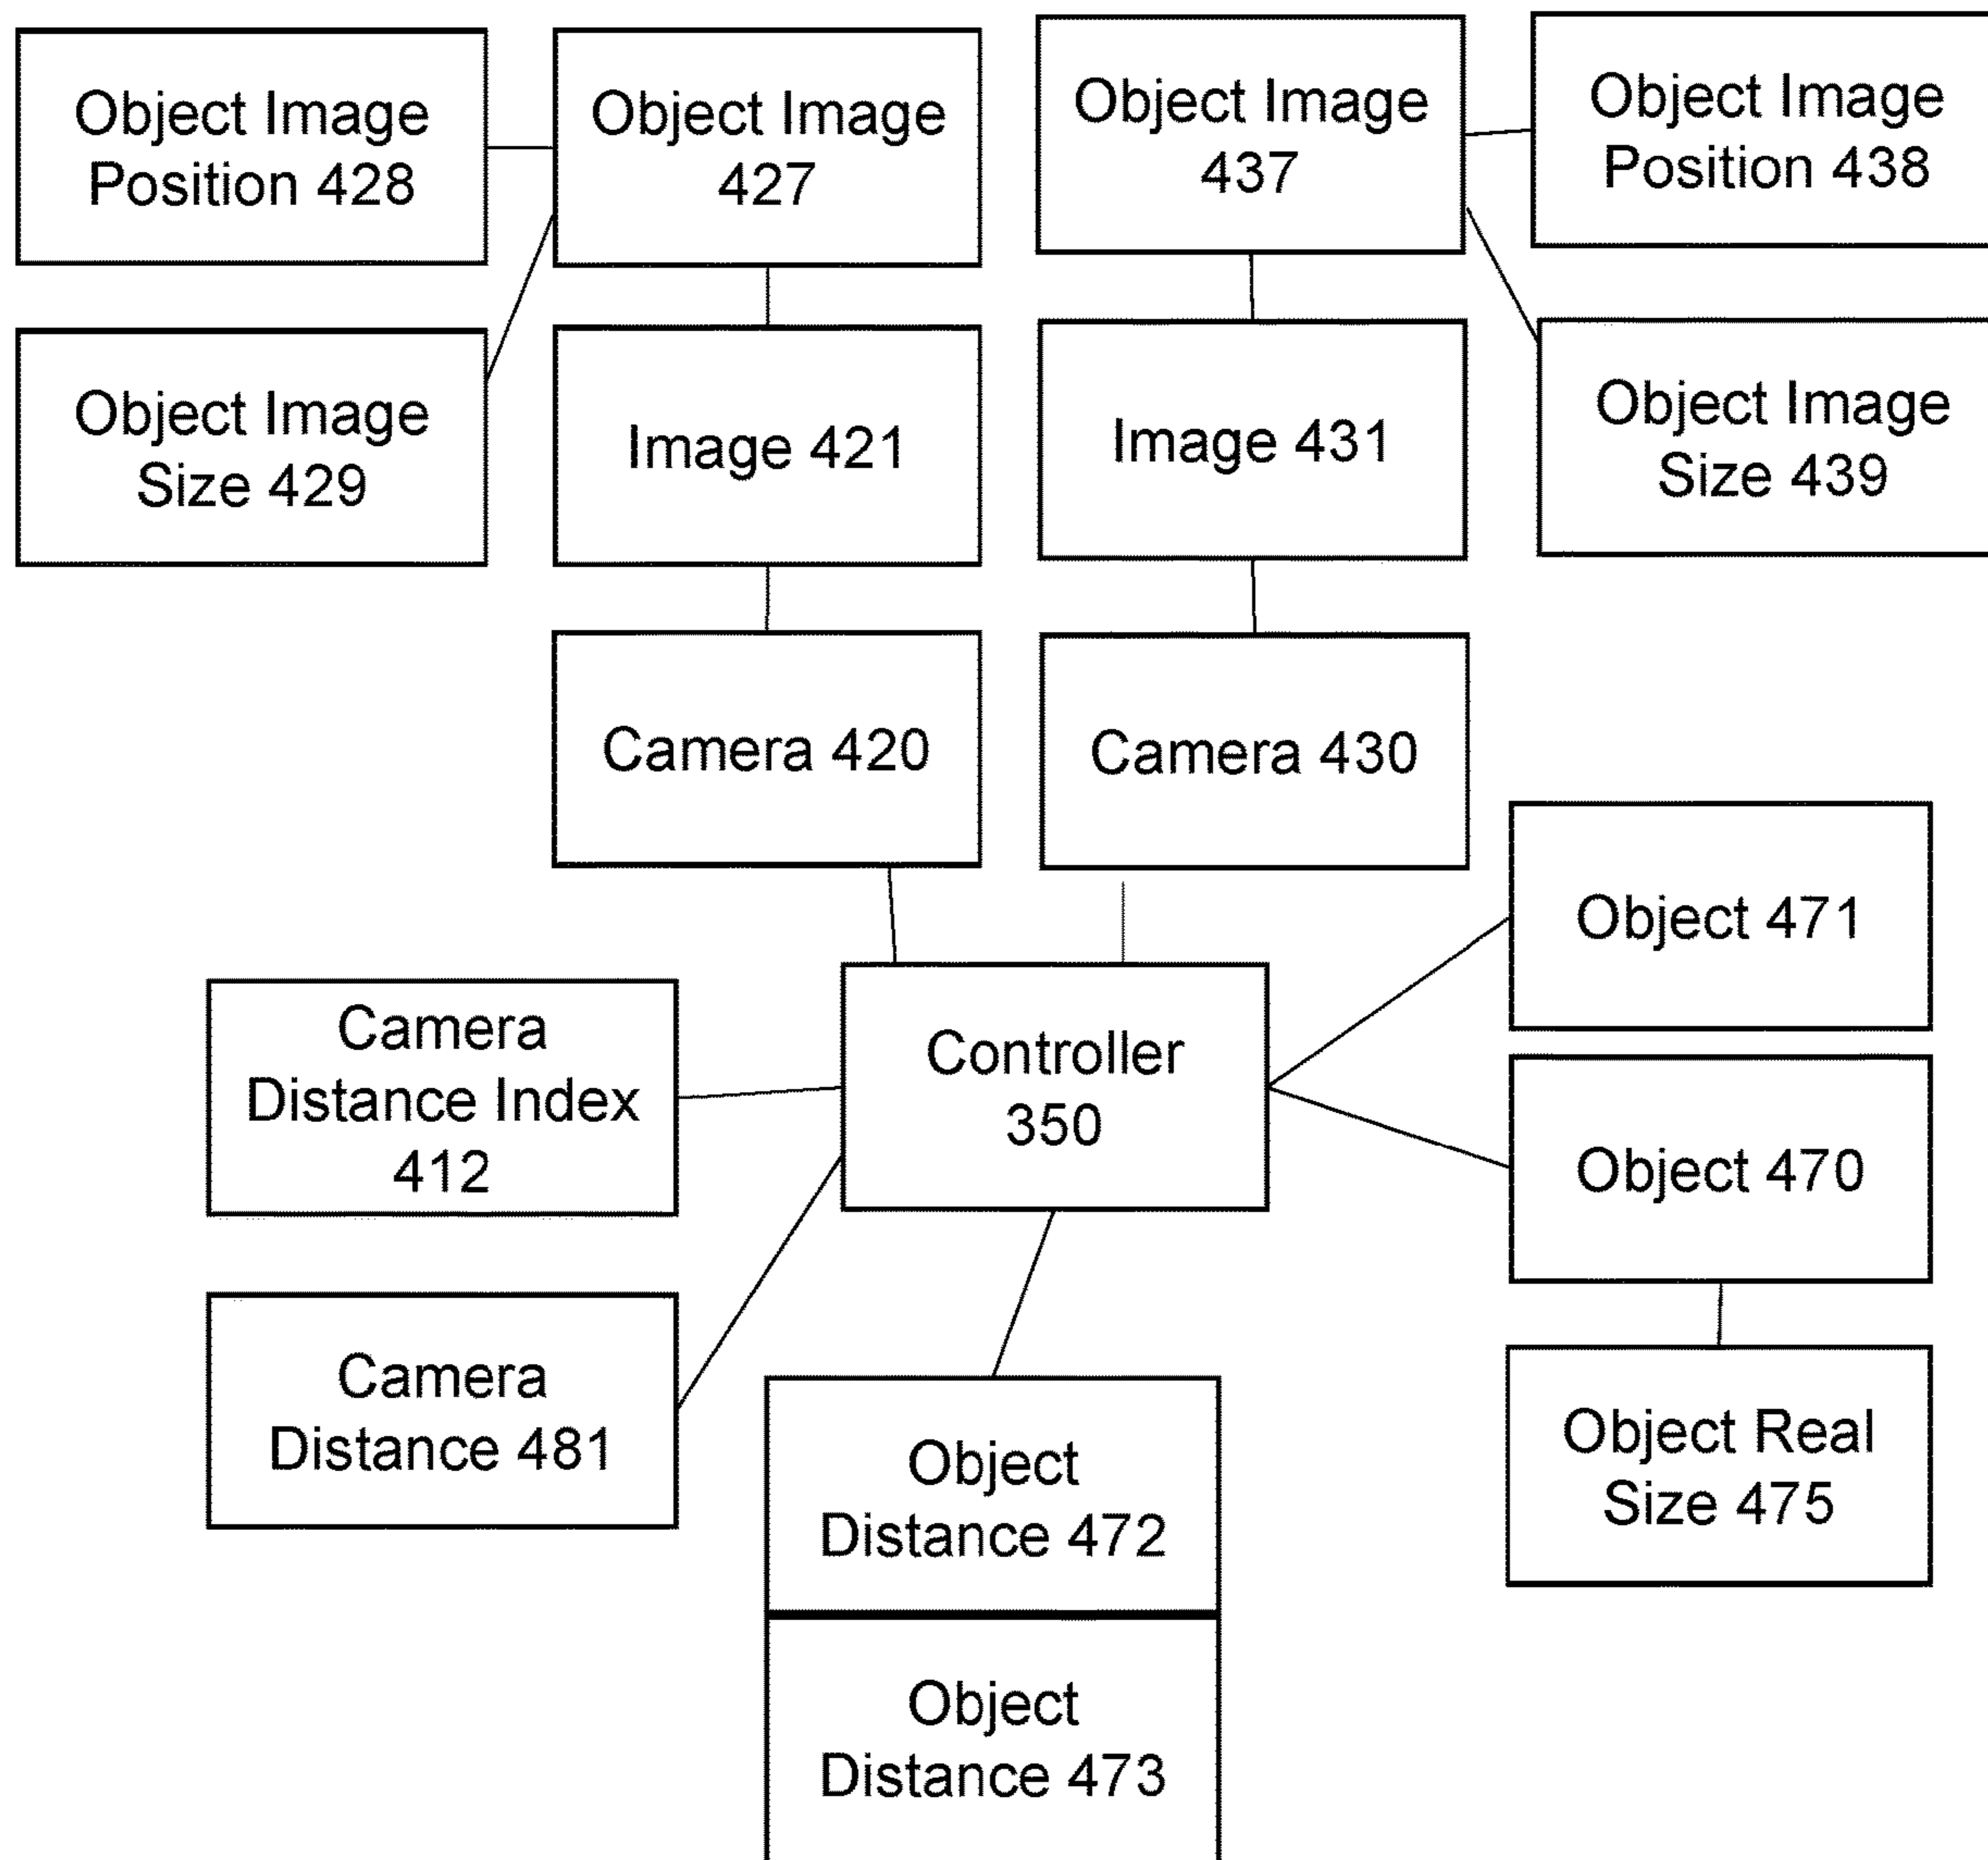 Object Image
Position 428
Object Image
427
Object Image
437
Object Image
Position 438
Object Image
Size 429
Image 421
Image 431
Object Image
Size 439
Camera 420
Camera 430
Object 471
Camera
Distance Index
412
Controller
350
Object 470
Camera
Distance 481
Object
Distance 472
Object Real
Size 475
Object
Distance 473